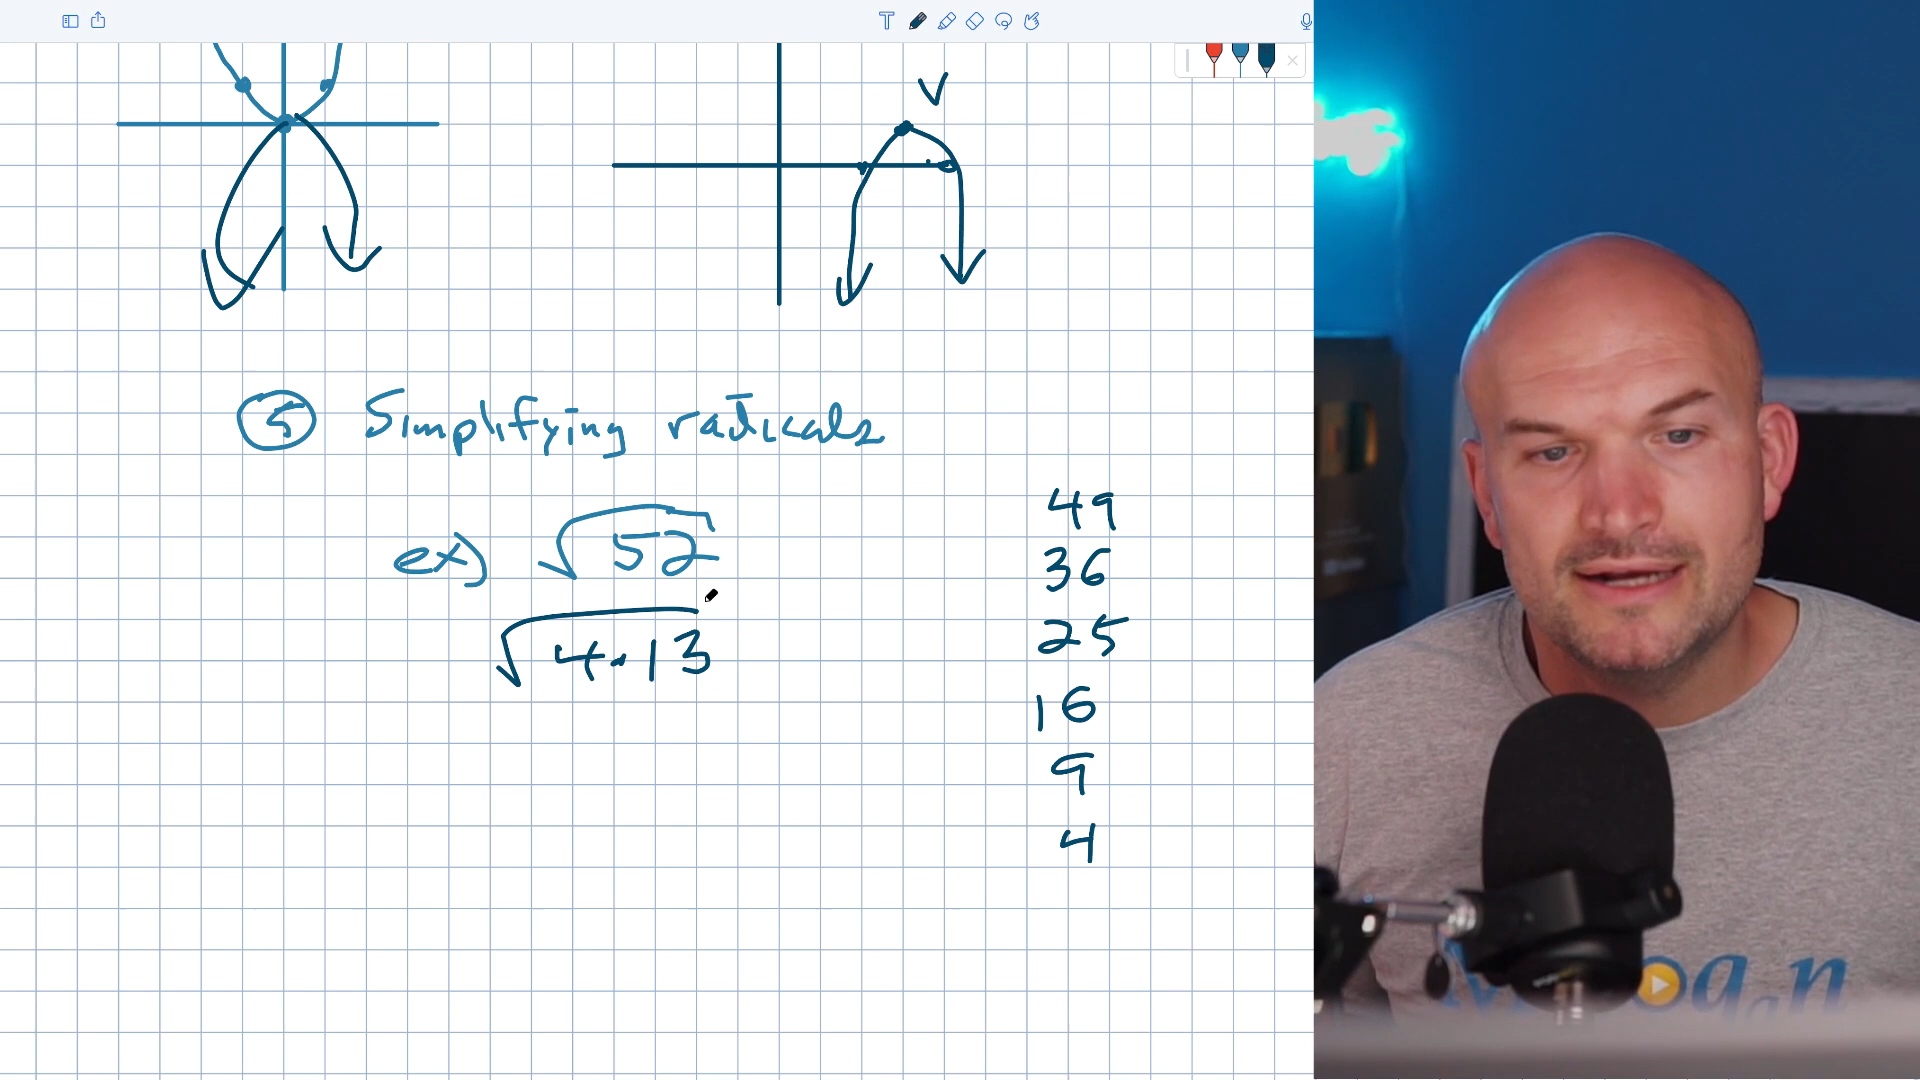 V
5 Simplifying radicals
ex) √52
√4·13
49
36
25
16
9
4